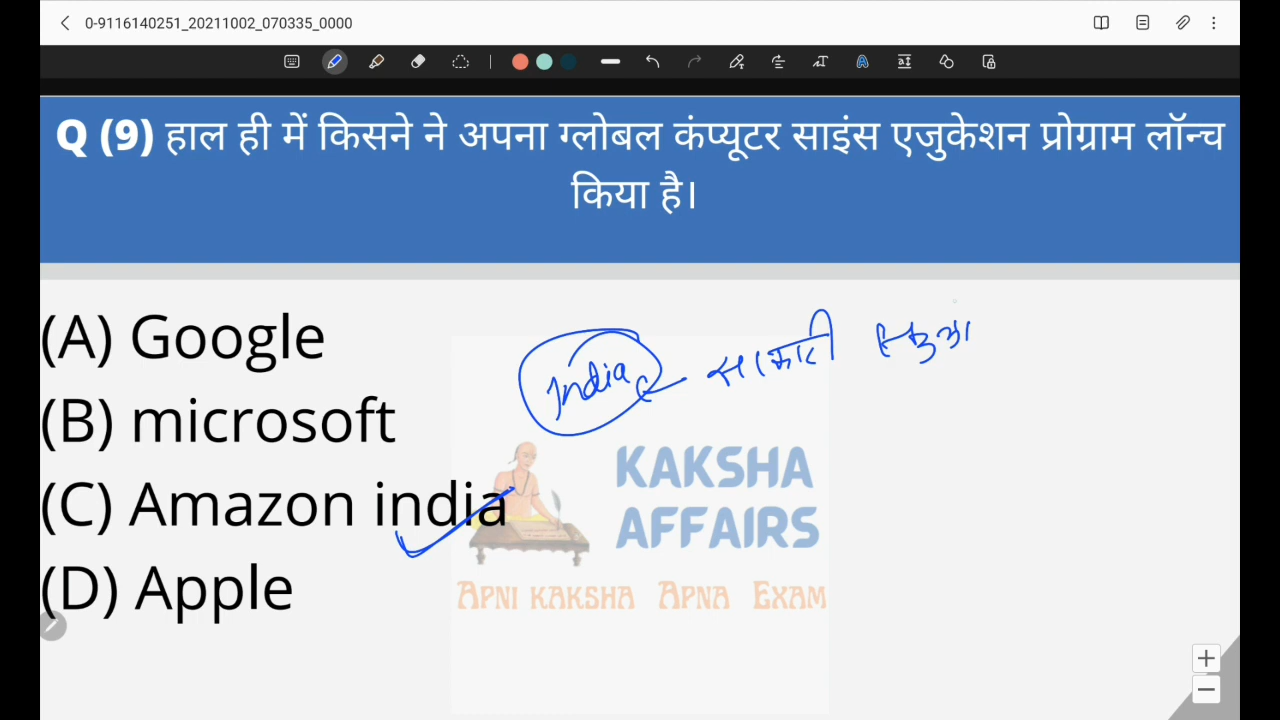 0-9116140251_20211002_070335_0000
Q (9) हाल ही में किसने ने अपना ग्लोबल कंप्यूटर साइंस एजुकेशन प्रोग्राम लॉन्च
किया है।
(A) Google
(B) microsoft
(C) Amazon india
(D) Apple
India
KAKSHA
AFFAIRS
APNI KAKSHA APNA EXAM